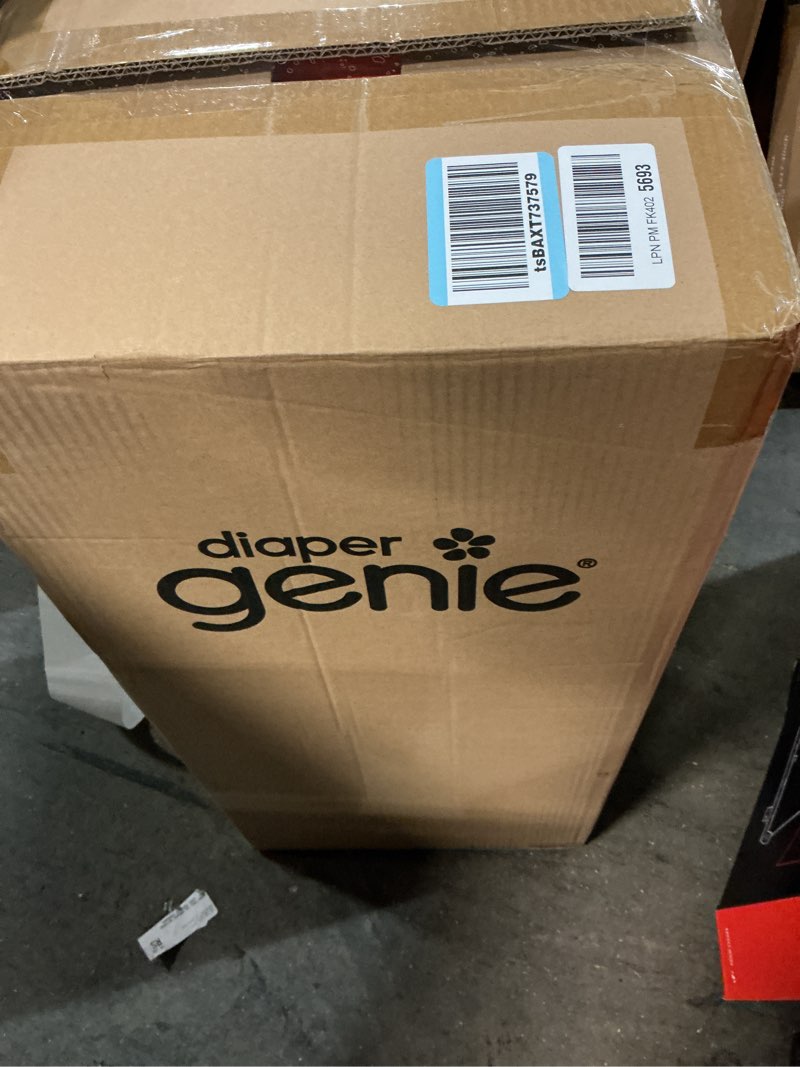 tsBAXT737579
LPN PM FK402 5693
diaper
genie®